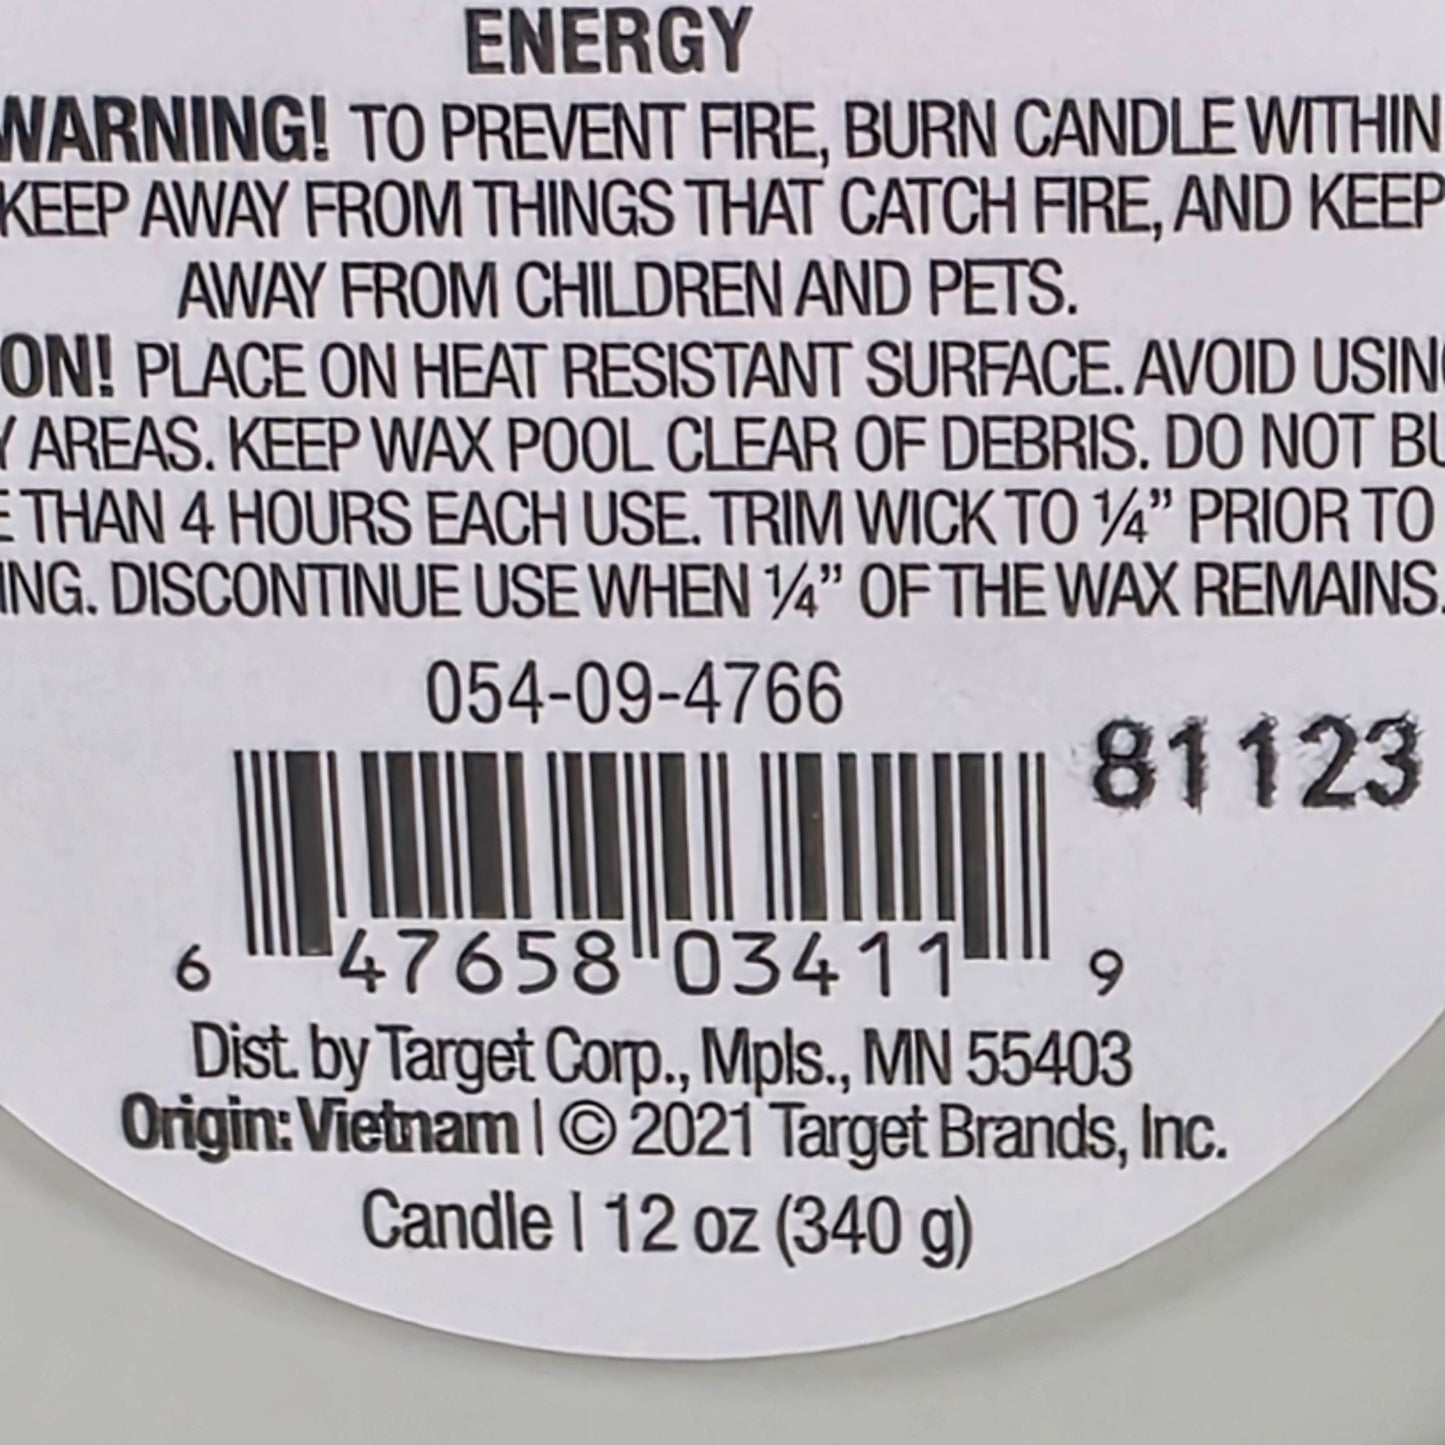 ENERGY
WARNING! TO PREVENT FIRE, BURN CANDLE WITHIN
KEEP AWAY FROM THINGS THAT CATCH FIRE, AND KEEP
AWAY FROM CHILDREN AND PETS.
ON! PLACE ON HEAT RESISTANT SURFACE. AVOID USING
Y AREAS. KEEP WAX POOL CLEAR OF DEBRIS. DO NOT BU
E THAN 4 HOURS EACH USE. TRIM WICK TO ¼” PRIOR TO
ING. DISCONTINUE USE WHEN ¼” OF THE WAX REMAINS.
054-09-4766
81123
6 47658 03411 9
Dist. by Target Corp., Mpls., MN 55403
Origin: Vietnam | © 2021 Target Brands, Inc.
Candle | 12 oz (340 g)